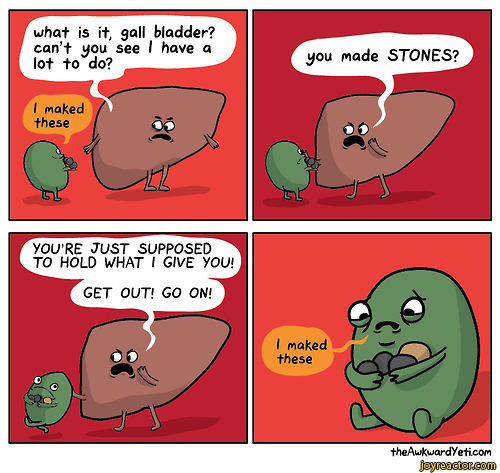 what is it, gall bladder?
can't you see I have a
lot to do?
I maked
these
you made STONES?
YOU'RE JUST SUPPOSED
TO HOLD WHAT I GIVE YOU!
GET OUT! GO ON!
I maked
these
theAwkwardYeti.com
joyreactor.com